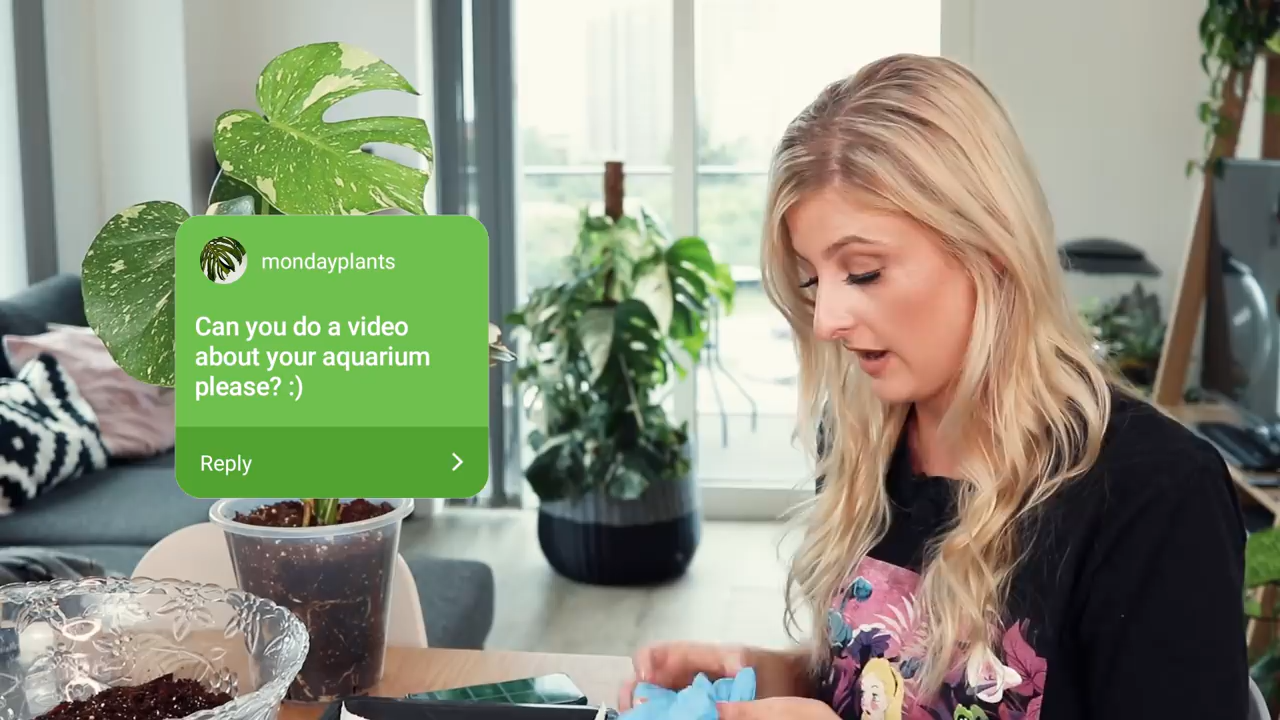 mondayplants
Can you do a video
about your aquarium
please? :)
Reply